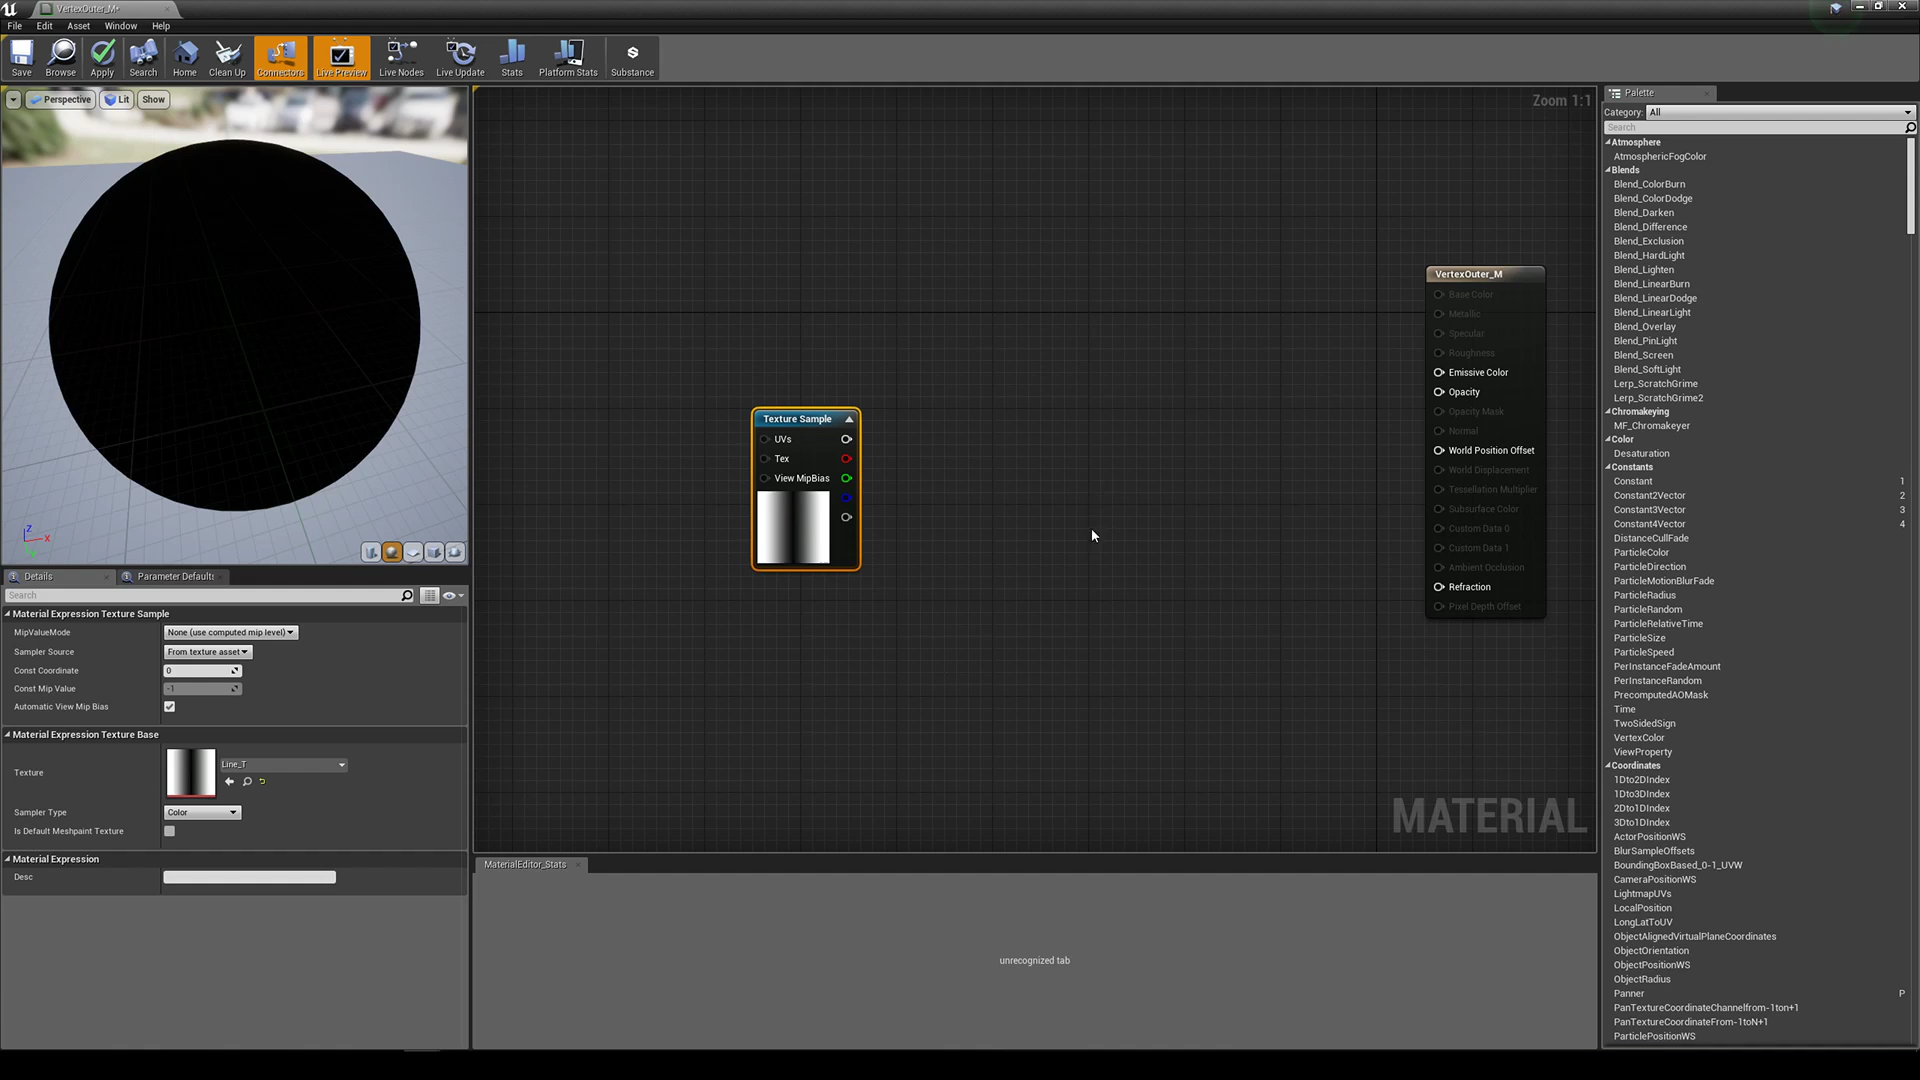 VertexOuter_M*
File Edit Asset Window Help
Save Browse Apply Search Home Clean Up Connectors Live Preview Live Nodes Live Update Stats Platform Stats Substance
Perspective Lit Show
Z
X
Details Parameter Defaults
Search
Material Expression Texture Sample
MipValueMode None (use computed mip level)
Sampler Source From texture asset
Const Coordinate 0
Const Mip Value -1
Automatic View Mip Bias
Material Expression Texture Base
Texture Line_T
Sampler Type Color
Is Default Meshpaint Texture
Material Expression
Desc
Zoom 1:1
Texture Sample
UVs
Tex
View MipBias
VertexOuter_M
Base Color
Metallic
Specular
Roughness
Emissive Color
Opacity
Opacity Mask
Normal
World Position Offset
World Displacement
Tessellation Multiplier
Subsurface Color
Custom Data 0
Custom Data 1
Ambient Occlusion
Refraction
Pixel Depth Offset
MATERIAL
MaterialEditor_Stats
unrecognized tab
Palette
Category: All
Search
Atmosphere
AtmosphericFogColor
Blends
Blend_ColorBurn
Blend_ColorDodge
Blend_Darken
Blend_Difference
Blend_Exclusion
Blend_HardLight
Blend_Lighten
Blend_LinearBurn
Blend_LinearDodge
Blend_LinearLight
Blend_Overlay
Blend_PinLight
Blend_Screen
Blend_SoftLight
Lerp_ScratchGrime
Lerp_ScratchGrime2
Chromakeying
MF_Chromakeyer
Color
Desaturation
Constants
Constant 1
Constant2Vector 2
Constant3Vector 3
Constant4Vector 4
DistanceCullFade
ParticleColor
ParticleDirection
ParticleMotionBlurFade
ParticleRadius
ParticleRandom
ParticleRelativeTime
ParticleSize
ParticleSpeed
PerInstanceFadeAmount
PerInstanceRandom
PrecomputedAOMask
Time
TwoSidedSign
VertexColor
ViewProperty
Coordinates
1Dto2DIndex
1Dto3DIndex
2Dto1DIndex
3Dto1DIndex
ActorPositionWS
BlurSampleOffsets
BoundingBoxBased_0-1_UVW
CameraPositionWS
LightmapUVs
LocalPosition
LongLatToUV
ObjectAlignedVirtualPlaneCoordinates
ObjectOrientation
ObjectPositionWS
ObjectRadius
Panner P
PanTextureCoordinateChannelfrom-1ton+1
PanTextureCoordinateFrom-1toN+1
ParticlePositionWS